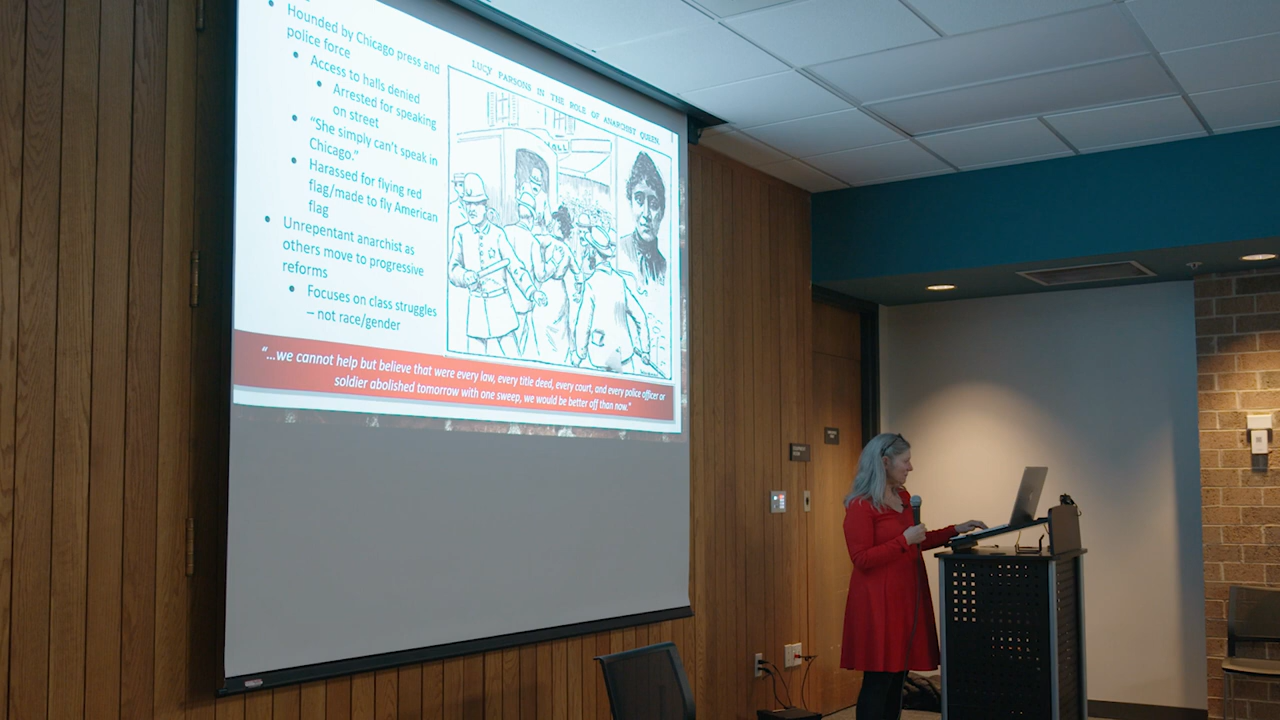 Hounded by Chicago press and
police force
Access to halls denied
Arrested for speaking
on street
“She simply can’t speak in
Chicago.”
Harassed for flying red
flag/made to fly American
flag
Unrepentant anarchist as
others move to progressive
reforms
Focuses on class struggles
– not race/gender
LUCY PARSONS IN THE ROLE OF ANARCHIST QUEEN.
HALL
“...we cannot help but believe that were every law, every title deed, every court, and every police officer or
soldier abolished tomorrow with one sweep, we would be better off than now.”